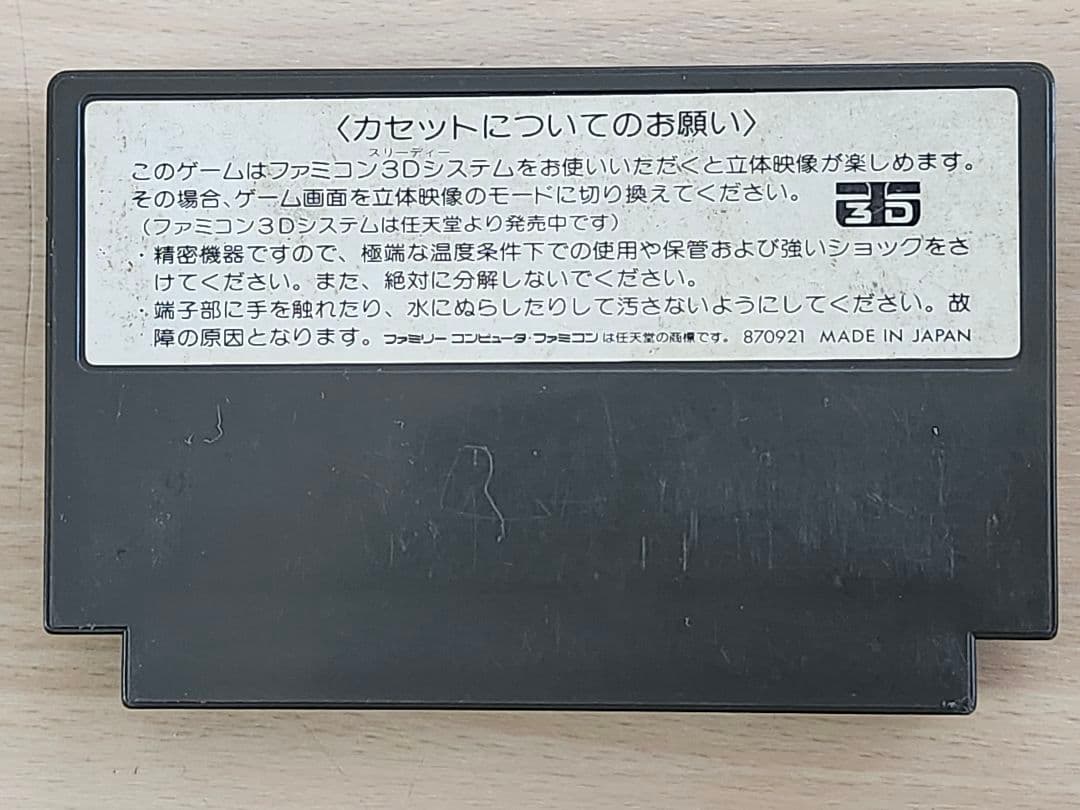 〈カセットについてのお願い〉
スリーディー
このゲームはファミコン3Dシステムをお使いいただくと立体映像が楽しめます。
その場合、ゲーム画面を立体映像のモードに切り換えてください。
3D
(ファミコン3Dシステムは任天堂より発売中です)
・精密機器ですので、極端な温度条件下での使用や保管および強いショックをさ
けてください。また、絶対に分解しないでください。
・端子部に手を触れたり、水にぬらしたりして汚さないようにしてください。故
障の原因となります。ファミリーコンピュータ・ファミコンは任天堂の商標です。 870921 MADE IN JAPAN